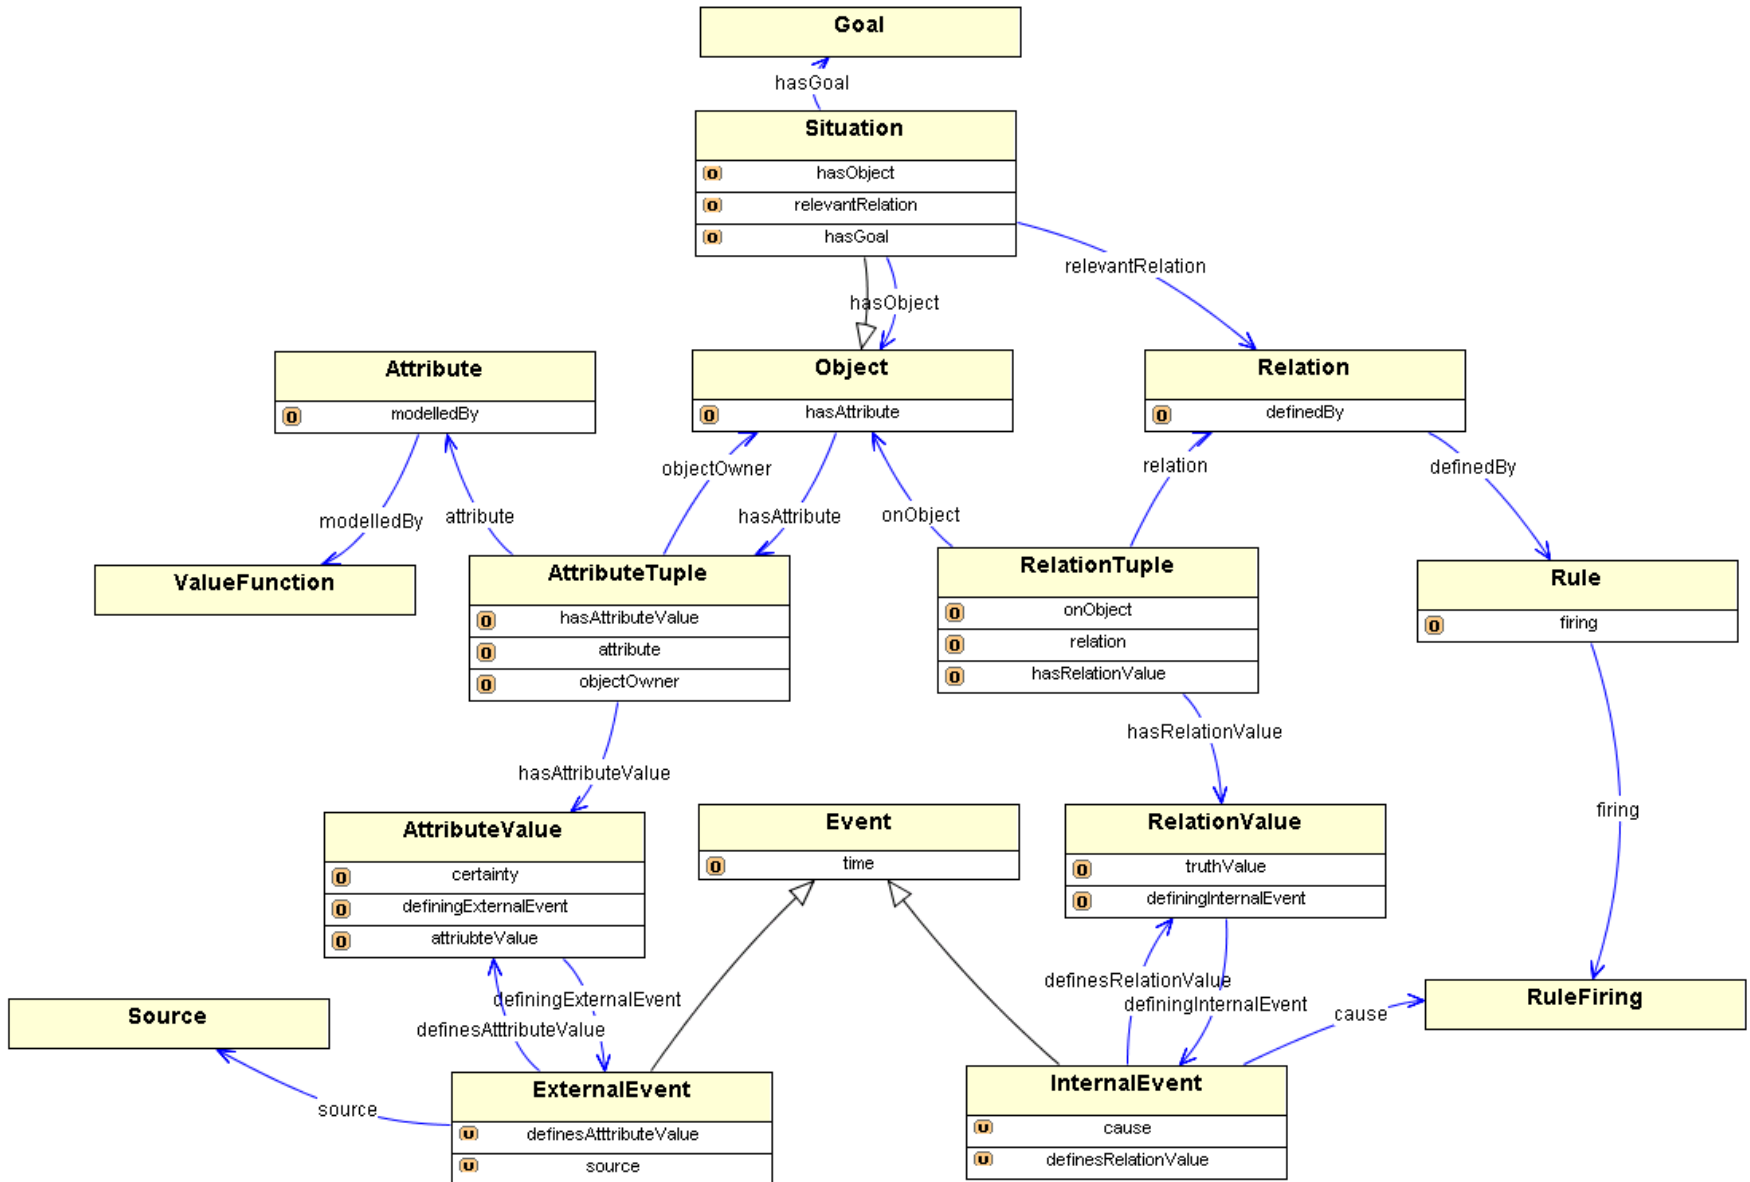 Goal
hasGoal
Situation
O hasObject
O relevantRelation
O hasGoal
relevantRelation
hasObject
Attribute
O modelledBy
Object
O hasAttribute
Relation
O definedBy
objectOwner
relation
definedBy
modelledBy
attribute
hasAttribute
onObject
ValueFunction
AttributeTuple
O hasAttributeValue
O attribute
O objectOwner
RelationTuple
O onObject
O relation
O hasRelationValue
Rule
O firing
hasRelationValue
hasAttributeValue
firing
AttributeValue
O certainty
O definingExternalEvent
O attriubteValue
Event
O time
RelationValue
O truthValue
O definingInternalEvent
definesRelationValue
definingInternalEvent
definingExternalEvent
definesAtttributeValue
Source
RuleFiring
cause
source
ExternalEvent
U definesAtttributeValue
U source
InternalEvent
U cause
U definesRelationValue